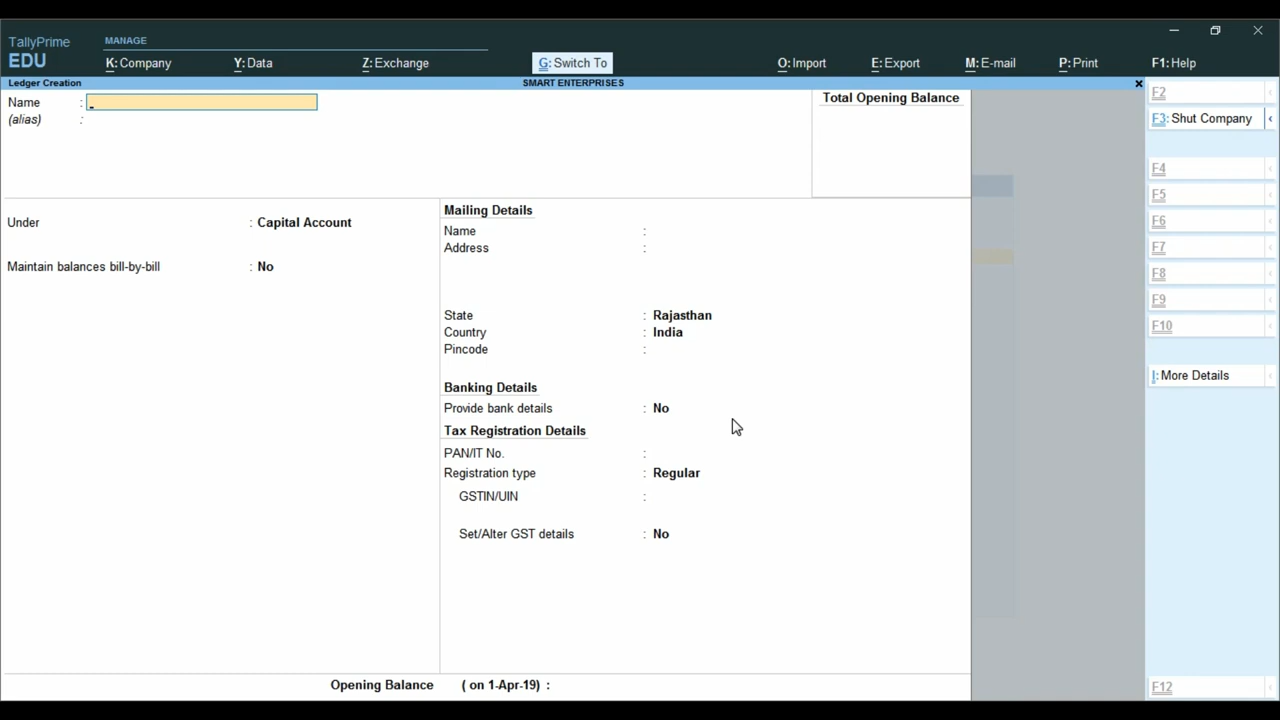 TallyPrime
EDU
MANAGE
K: Company
Y: Data
Z: Exchange
G: Switch To
O: Import
E: Export
M: E-mail
P: Print
F1: Help
Ledger Creation
SMART ENTERPRISES
Name :
(alias) :
Total Opening Balance
Under : Capital Account
Maintain balances bill-by-bill : No
Mailing Details
Name :
Address :
State : Rajasthan
Country : India
Pincode :
Banking Details
Provide bank details : No
Tax Registration Details
PAN/IT No. :
Registration type : Regular
GSTIN/UIN :
Set/Alter GST details : No
Opening Balance ( on 1-Apr-19) :
F2
F3: Shut Company
F4
F5
F6
F7
F8
F9
F10
I: More Details
F12